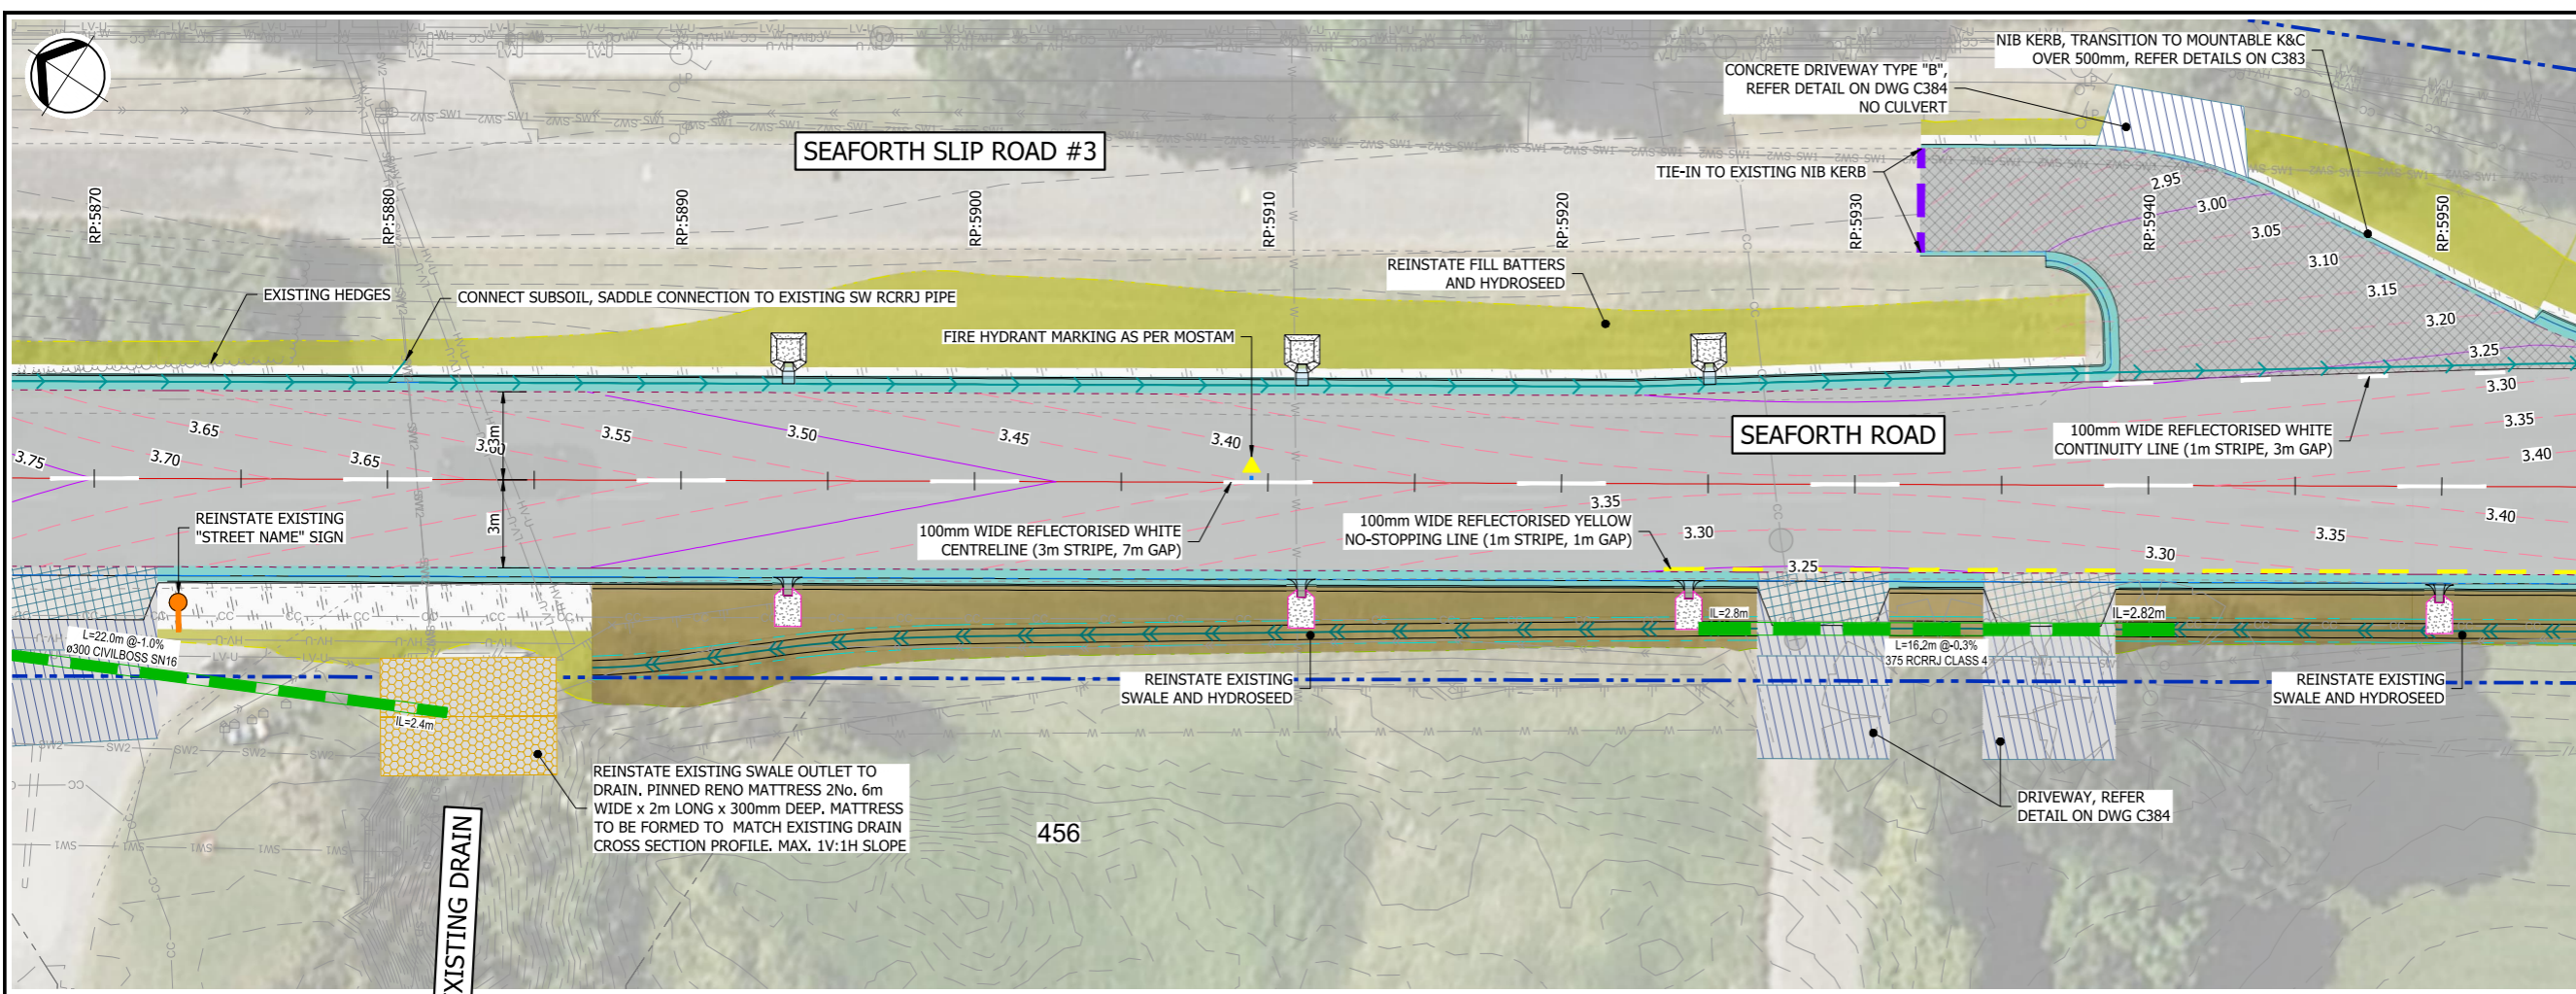 NIB KERB, TRANSITION TO MOUNTABLE K&C
OVER 500mm, REFER DETAILS ON C383
CONCRETE DRIVEWAY TYPE "B",
REFER DETAIL ON DWG C384
NO CULVERT
SEAFORTH SLIP ROAD #3
TIE-IN TO EXISTING NIB KERB
RP:5870
RP:5880
RP:5890
RP:5900
RP:5910
RP:5920
RP:5930
RP:5940
RP:5950
2.95
3.00
3.05
3.10
3.15
3.20
3.25
3.30
3.35
3.40
REINSTATE FILL BATTERS
AND HYDROSEED
EXISTING HEDGES
CONNECT SUBSOIL, SADDLE CONNECTION TO EXISTING SW RCRRJ PIPE
FIRE HYDRANT MARKING AS PER MOSTAM
SEAFORTH ROAD
100mm WIDE REFLECTORISED WHITE
CONTINUITY LINE (1m STRIPE, 3m GAP)
3.75
3.70
3.65
3.65
3.60
3m
3.55
3.50
3.45
3.40
3m
REINSTATE EXISTING
"STREET NAME" SIGN
100mm WIDE REFLECTORISED WHITE
CENTRELINE (3m STRIPE, 7m GAP)
100mm WIDE REFLECTORISED YELLOW
NO-STOPPING LINE (1m STRIPE, 1m GAP)
3.35
3.30
3.25
3.30
3.35
3.40
IL=2.8m
IL=2.82m
L=16.2m @-0.3%
375 RCRRJ CLASS 4
L=22.0m @-1.0%
ø300 CIVILBOSS SN16
IL=2.4m
REINSTATE EXISTING
SWALE AND HYDROSEED
REINSTATE EXISTING
SWALE AND HYDROSEED
REINSTATE EXISTING SWALE OUTLET TO
DRAIN. PINNED RENO MATTRESS 2No. 6m
WIDE x 2m LONG x 300mm DEEP. MATTRESS
TO BE FORMED TO MATCH EXISTING DRAIN
CROSS SECTION PROFILE. MAX. 1V:1H SLOPE
456
DRIVEWAY, REFER
DETAIL ON DWG C384
EXISTING DRAIN